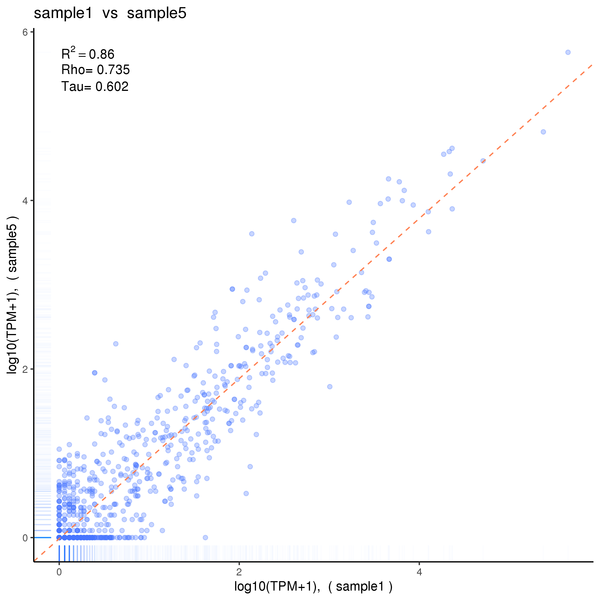 sample1 vs sample5
R² = 0.86
Rho= 0.735
Tau= 0.602
6
4
2
0
log10(TPM+1), ( sample5 )
0 2 4
log10(TPM+1), ( sample1 )